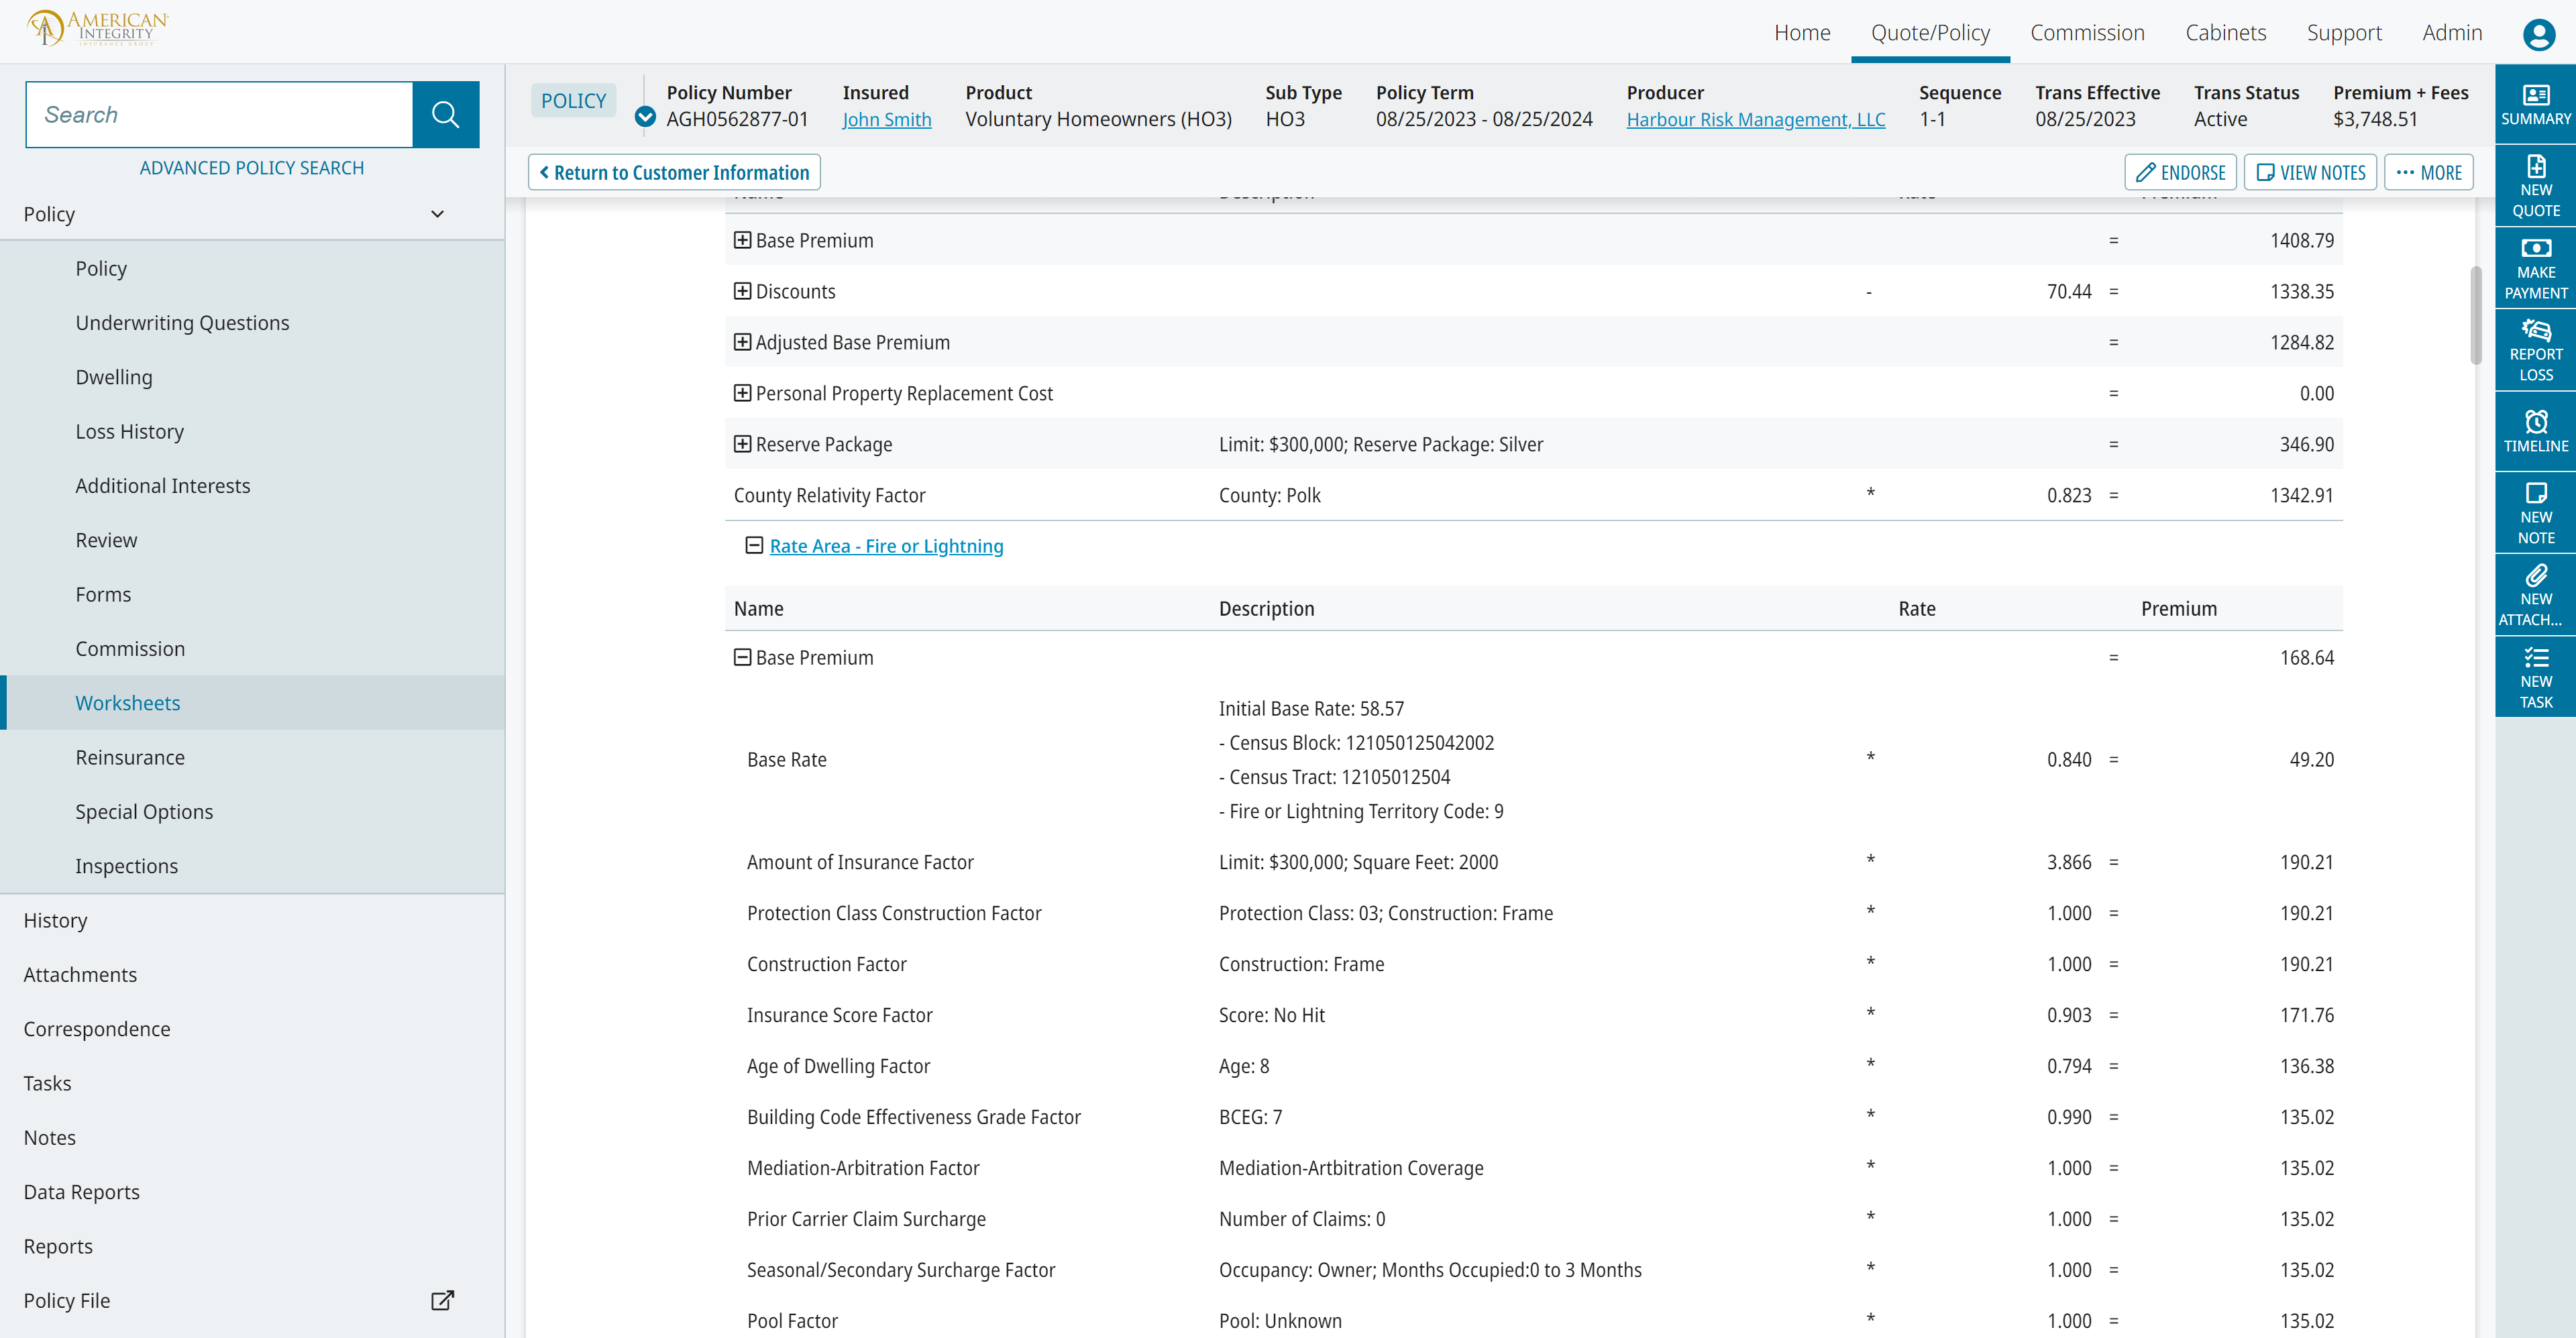 AMERICAN
INTEGRITY
INSURANCE GROUP
Home Quote/Policy Commission Cabinets Support Admin
Search
ADVANCED POLICY SEARCH
Policy
Policy
Underwriting Questions
Dwelling
Loss History
Additional Interests
Review
Forms
Commission
Worksheets
Reinsurance
Special Options
Inspections
History
Attachments
Correspondence
Tasks
Notes
Data Reports
Reports
Policy File
POLICY
Policy Number Insured Product Sub Type Policy Term Producer Sequence Trans Effective Trans Status Premium + Fees
AGH0562877-01 John Smith Voluntary Homeowners (HO3) HO3 08/25/2023 - 08/25/2024 Harbour Risk Management, LLC 1-1 08/25/2023 Active $3,748.51
Return to Customer Information ENDORSE VIEW NOTES ••• MORE
Name Description Rate Premium
Base Premium = 1408.79
Discounts - 70.44 = 1338.35
Adjusted Base Premium = 1284.82
Personal Property Replacement Cost = 0.00
Reserve Package Limit: $300,000; Reserve Package: Silver = 346.90
County Relativity Factor County: Polk * 0.823 = 1342.91
Rate Area - Fire or Lightning
Name Description Rate Premium
Base Premium = 168.64
Initial Base Rate: 58.57
- Census Block: 121050125042002
Base Rate * 0.840 = 49.20
- Census Tract: 12105012504
- Fire or Lightning Territory Code: 9
Amount of Insurance Factor Limit: $300,000; Square Feet: 2000 * 3.866 = 190.21
Protection Class Construction Factor Protection Class: 03; Construction: Frame * 1.000 = 190.21
Construction Factor Construction: Frame * 1.000 = 190.21
Insurance Score Factor Score: No Hit * 0.903 = 171.76
Age of Dwelling Factor Age: 8 * 0.794 = 136.38
Building Code Effectiveness Grade Factor BCEG: 7 * 0.990 = 135.02
Mediation-Arbitration Factor Mediation-Artbitration Coverage * 1.000 = 135.02
Prior Carrier Claim Surcharge Number of Claims: 0 * 1.000 = 135.02
Seasonal/Secondary Surcharge Factor Occupancy: Owner; Months Occupied:0 to 3 Months * 1.000 = 135.02
Pool Factor Pool: Unknown * 1.000 = 135.02
SUMMARY
NEW
QUOTE
MAKE
PAYMENT
REPORT
LOSS
TIMELINE
NEW
NOTE
NEW
ATTACH...
NEW
TASK